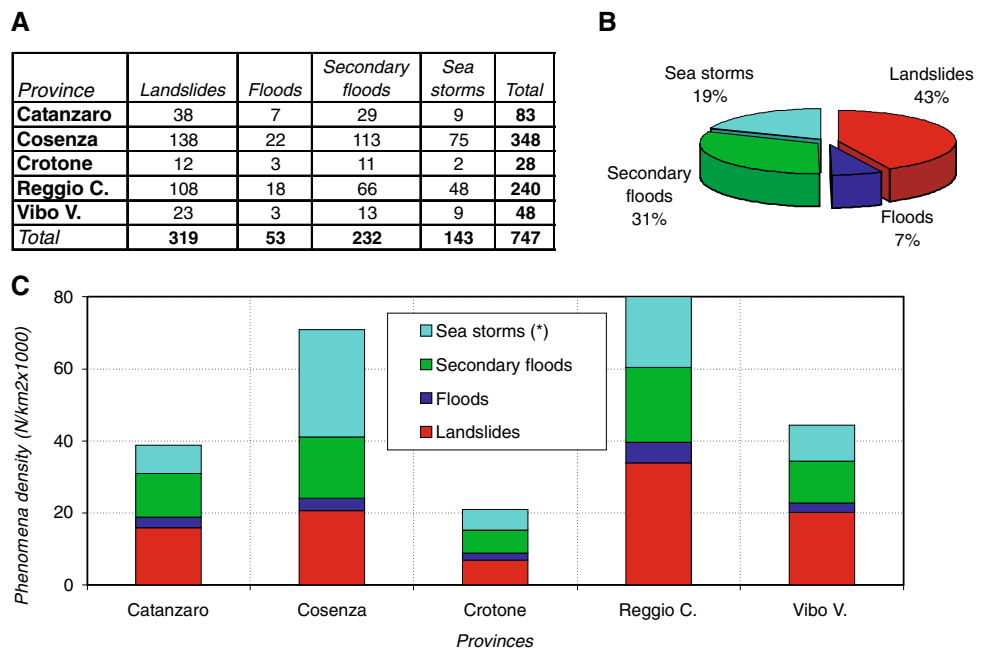 A
Province Landslides Floods Secondary floods Sea storms Total
Catanzaro 38 7 29 9 83
Cosenza 138 22 113 75 348
Crotone 12 3 11 2 28
Reggio C. 108 18 66 48 240
Vibo V. 23 3 13 9 48
Total 319 53 232 143 747
B
Sea storms
19%
Landslides
43%
Secondary
floods
31%
Floods
7%
C
Phenomena density (N/km2x1000)
80
60
40
20
0
Sea storms (*)
Secondary floods
Floods
Landslides
Catanzaro Cosenza Crotone Reggio C. Vibo V.
Provinces